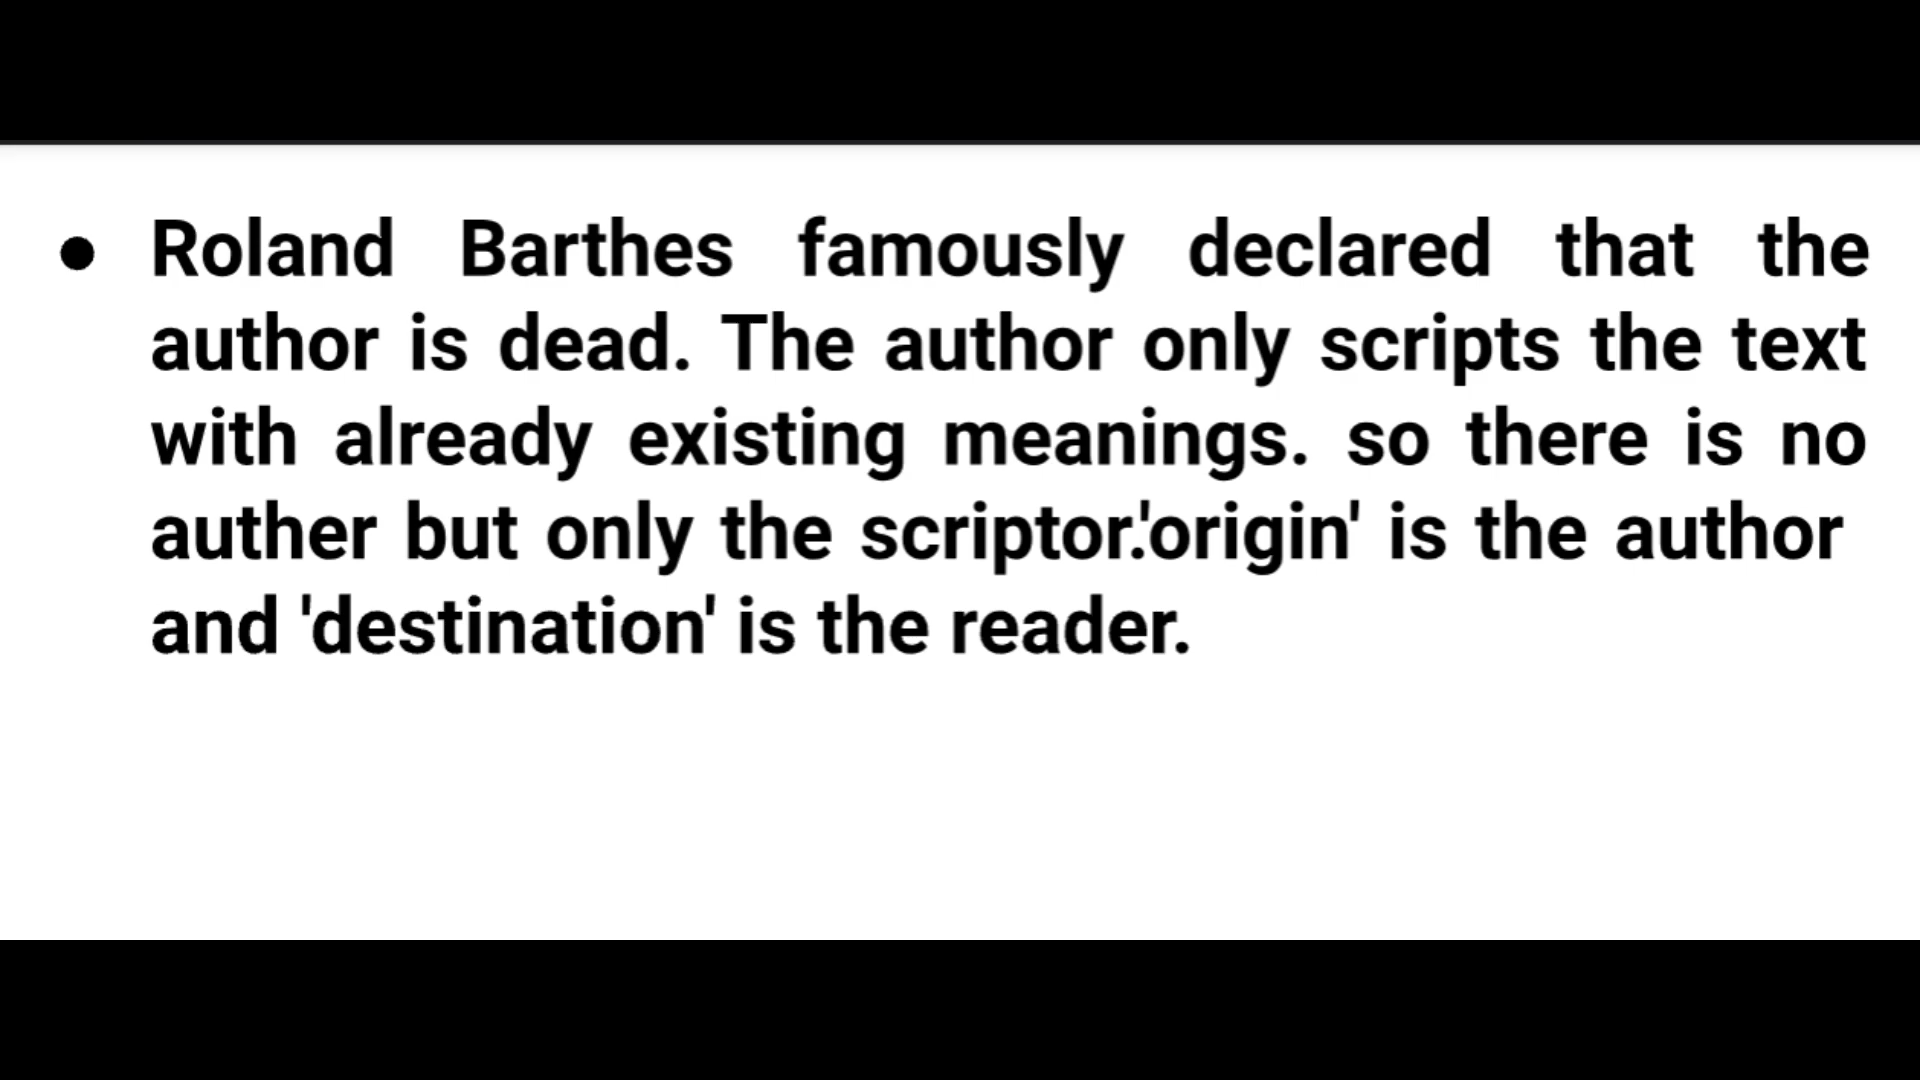 ● Roland Barthes famously declared that the
author is dead. The author only scripts the text
with already existing meanings. so there is no
auther but only the scriptor.'origin' is the author
and 'destination' is the reader.